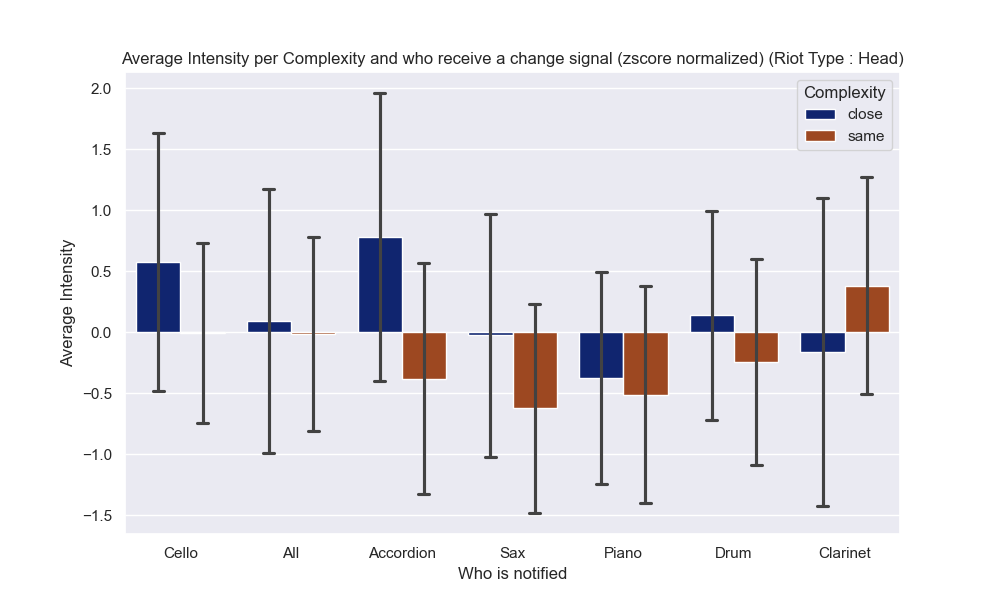 Average Intensity per Complexity and who receive a change signal (zscore normalized) (Riot Type : Head)
Complexity
close
same
Average Intensity
2.0
1.5
1.0
0.5
0.0
−0.5
−1.0
−1.5
Cello All Accordion Sax Piano Drum Clarinet
Who is notified